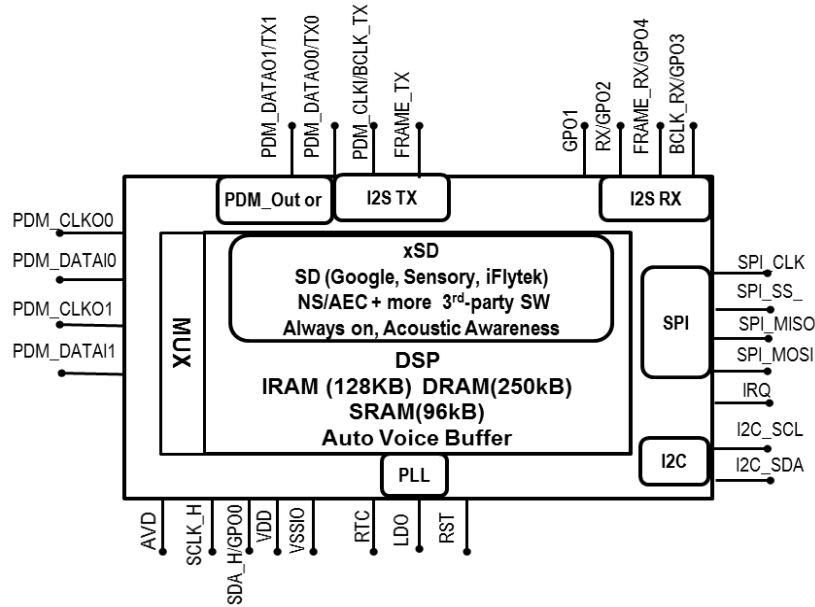 PDM_DATAO1/TX1
PDM_DATAO0/TX0
PDM_CLKI/BCLK_TX
FRAME_TX
GPO1
RX/GPO2
FRAME_RX/GPO4
BCLK_RX/GPO3
PDM_Out or
I2S TX
I2S RX
PDM_CLKO0
PDM_DATAI0
PDM_CLKO1
PDM_DATAI1
MUX
xSD
SD (Google, Sensory, iFlytek)
NS/AEC + more 3rd-party SW
Always on, Acoustic Awareness
DSP
IRAM (128KB) DRAM(250kB)
SRAM(96kB)
Auto Voice Buffer
SPI
SPI_CLK
SPI_SS_
SPI_MISO
SPI_MOSI
IRQ
I2C
I2C_SCL
I2C_SDA
PLL
AVD
SCLK_H
SDA_H/GPO0
VDD
VSSIO
RTC
LDO
RST